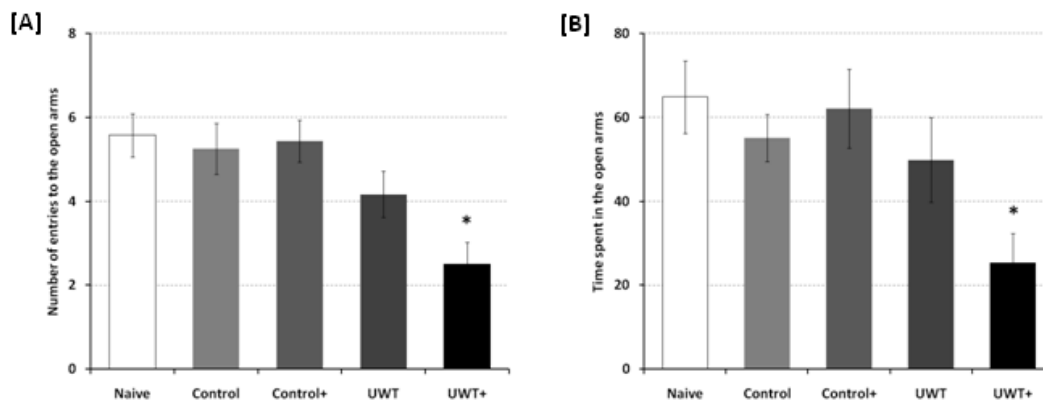 [A]
Number of entries to the open arms
8
6
4
2
0
*
Naive Control Control+ UWT UWT+
[B]
Time spent in the open arms
80
60
40
20
0
*
Naive Control Control+ UWT UWT+